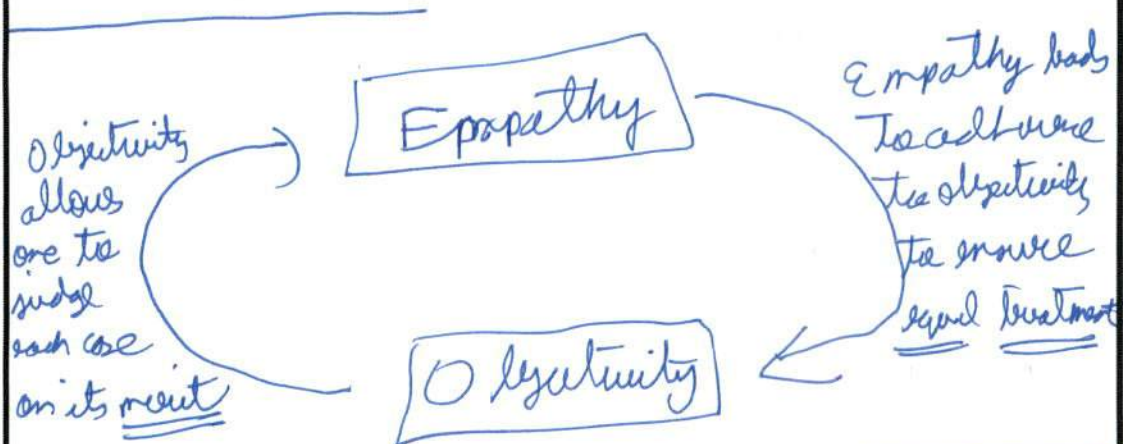 Empathy
Objectivity
allows
one to
judge
each case
on its merit
Empathy leads
to adherence
to objectivity
to ensure
equal treatment
Objectivity